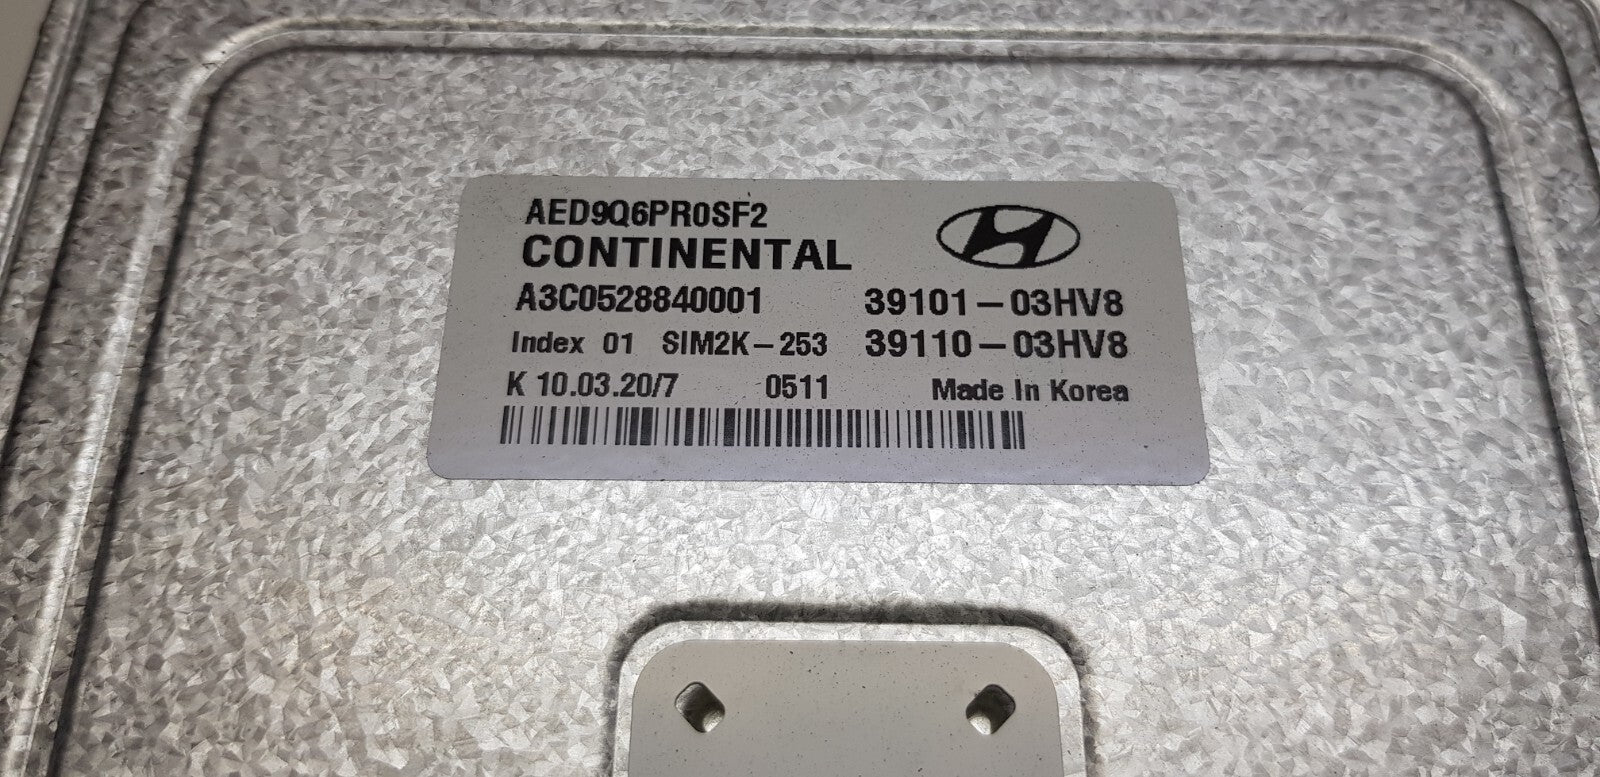 AED9Q6PR0SF2
CONTINENTAL
A3C0528840001 39101-03HV8
Index 01 SIM2K-253 39110-03HV8
K 10.03.20/7 0511 Made In Korea